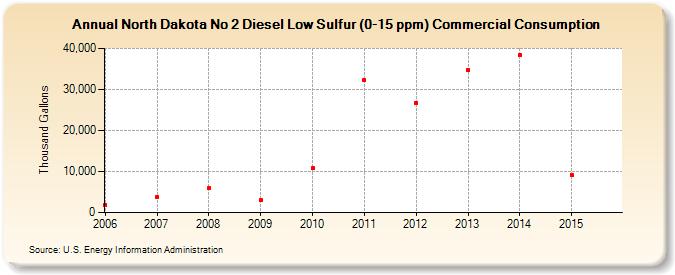 Annual North Dakota No 2 Diesel Low Sulfur (0-15 ppm) Commercial Consumption
Thousand Gallons
40,000
30,000
20,000
10,000
0
2006 2007 2008 2009 2010 2011 2012 2013 2014 2015
Source: U.S. Energy Information Administration